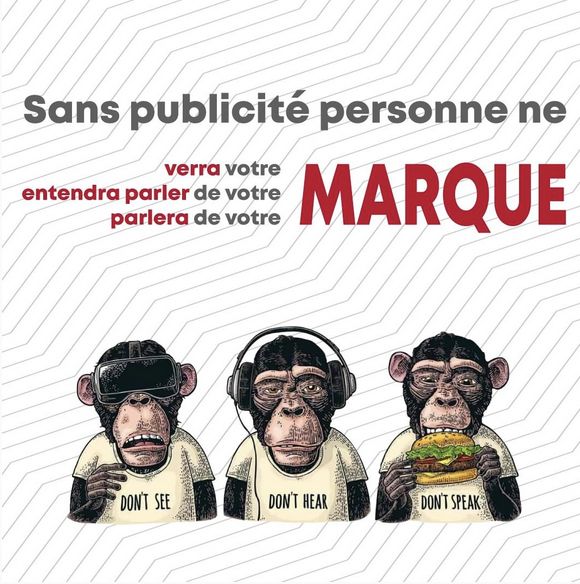 Sans publicité personne ne
verra votre
entendra parler de votre
parlera de votre
MARQUE
DON'T SEE
DON'T HEAR
DON'T SPEAK